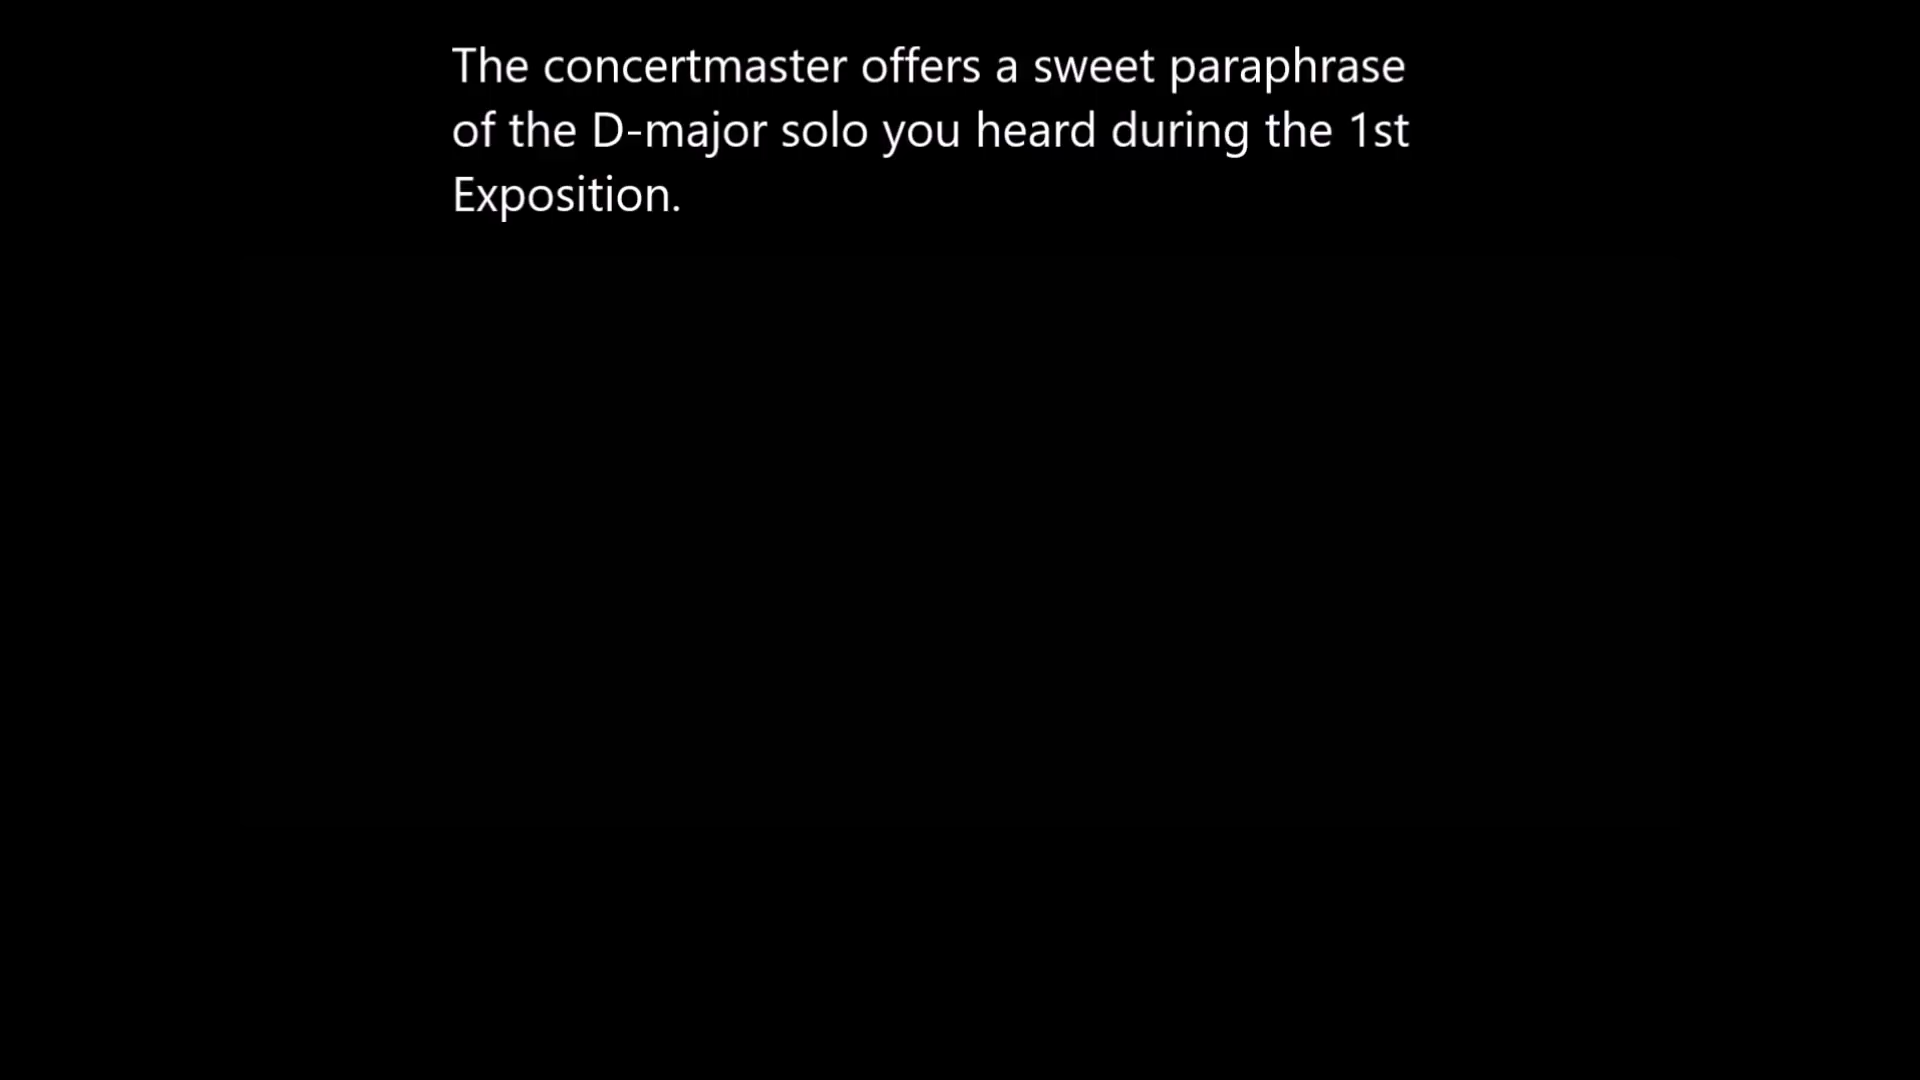 The concertmaster offers a sweet paraphrase
of the D-major solo you heard during the 1st
Exposition.